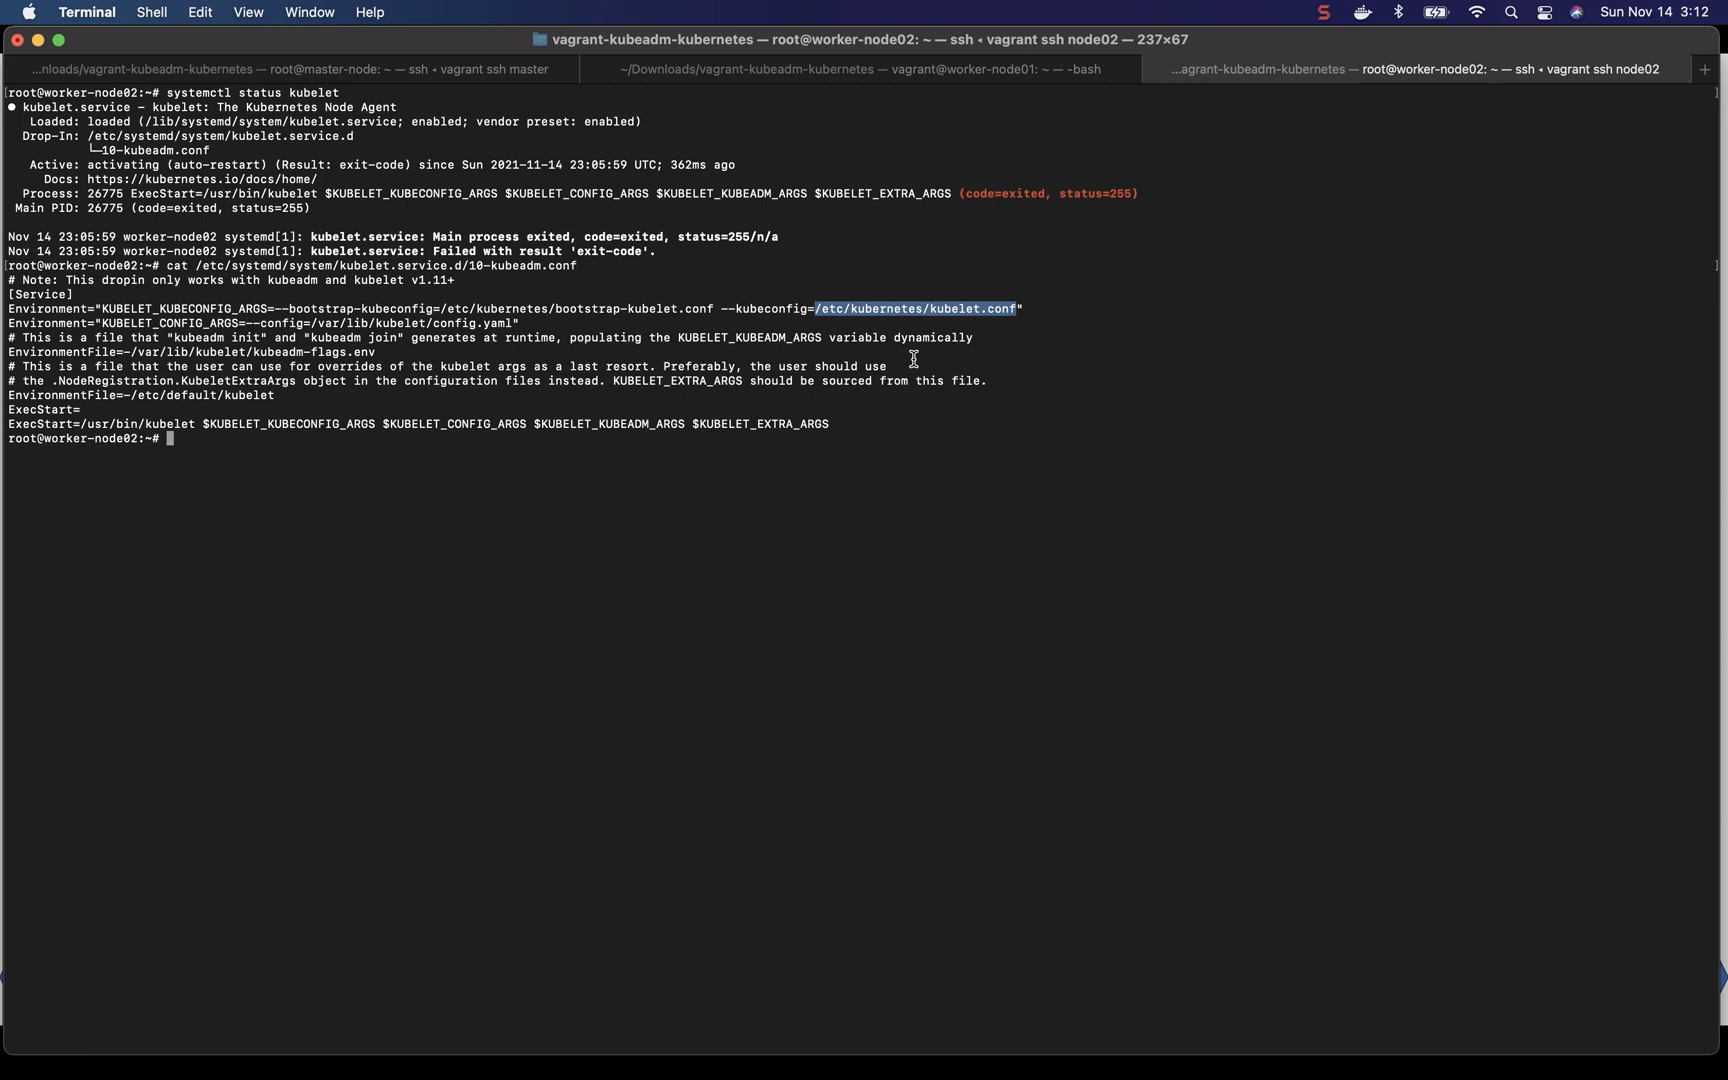 Terminal Shell Edit View Window Help S Sun Nov 14 3:12
vagrant-kubeadm-kubernetes — root@worker-node02: ~ — ssh ◂ vagrant ssh node02 — 237×67
...nloads/vagrant-kubeadm-kubernetes — root@master-node: ~ — ssh ◂ vagrant ssh master ~/Downloads/vagrant-kubeadm-kubernetes — vagrant@worker-node01: ~ — -bash ...agrant-kubeadm-kubernetes — root@worker-node02: ~ — ssh ◂ vagrant ssh node02 +
[root@worker-node02:~# systemctl status kubelet ]
● kubelet.service - kubelet: The Kubernetes Node Agent
Loaded: loaded (/lib/systemd/system/kubelet.service; enabled; vendor preset: enabled)
Drop-In: /etc/systemd/system/kubelet.service.d
└─10-kubeadm.conf
Active: activating (auto-restart) (Result: exit-code) since Sun 2021-11-14 23:05:59 UTC; 362ms ago
Docs: https://kubernetes.io/docs/home/
Process: 26775 ExecStart=/usr/bin/kubelet $KUBELET_KUBECONFIG_ARGS $KUBELET_CONFIG_ARGS $KUBELET_KUBEADM_ARGS $KUBELET_EXTRA_ARGS (code=exited, status=255)
Main PID: 26775 (code=exited, status=255)
Nov 14 23:05:59 worker-node02 systemd[1]: kubelet.service: Main process exited, code=exited, status=255/n/a
Nov 14 23:05:59 worker-node02 systemd[1]: kubelet.service: Failed with result 'exit-code'.
[root@worker-node02:~# cat /etc/systemd/system/kubelet.service.d/10-kubeadm.conf ]
# Note: This dropin only works with kubeadm and kubelet v1.11+
[Service]
Environment="KUBELET_KUBECONFIG_ARGS=--bootstrap-kubeconfig=/etc/kubernetes/bootstrap-kubelet.conf --kubeconfig=/etc/kubernetes/kubelet.conf"
Environment="KUBELET_CONFIG_ARGS=--config=/var/lib/kubelet/config.yaml"
# This is a file that "kubeadm init" and "kubeadm join" generates at runtime, populating the KUBELET_KUBEADM_ARGS variable dynamically
EnvironmentFile=-/var/lib/kubelet/kubeadm-flags.env
# This is a file that the user can use for overrides of the kubelet args as a last resort. Preferably, the user should use
# the .NodeRegistration.KubeletExtraArgs object in the configuration files instead. KUBELET_EXTRA_ARGS should be sourced from this file.
EnvironmentFile=-/etc/default/kubelet
ExecStart=
ExecStart=/usr/bin/kubelet $KUBELET_KUBECONFIG_ARGS $KUBELET_CONFIG_ARGS $KUBELET_KUBEADM_ARGS $KUBELET_EXTRA_ARGS
root@worker-node02:~#